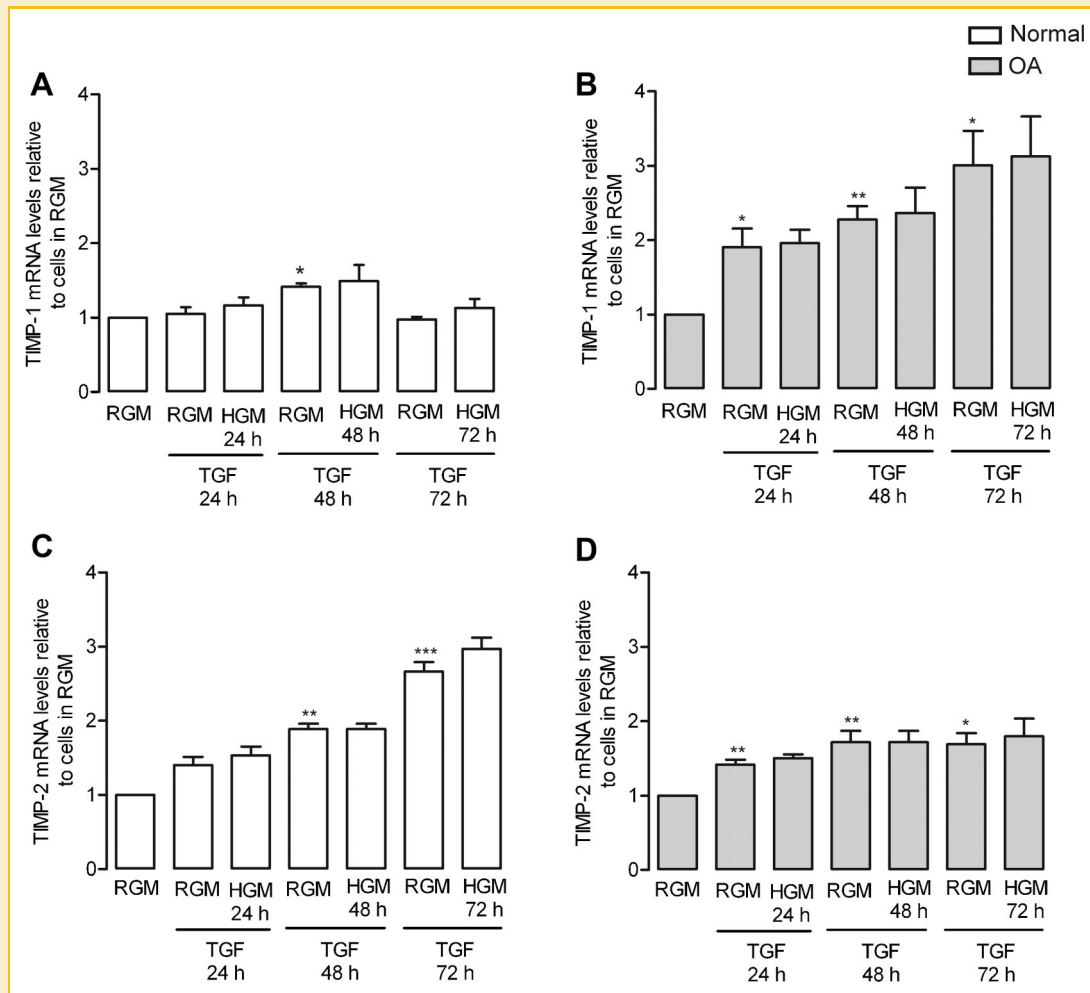 Normal
OA
A
TIMP-1 mRNA levels relative
to cells in RGM
4
3
2
1
0
RGM RGM HGM RGM HGM RGM HGM
24 h 48 h 72 h
TGF TGF TGF
24 h 48 h 72 h
*
B
TIMP-1 mRNA levels relative
to cells in RGM
4
3
2
1
0
* ** *
RGM RGM HGM RGM HGM RGM HGM
24 h 48 h 72 h
TGF TGF TGF
24 h 48 h 72 h
C
TIMP-2 mRNA levels relative
to cells in RGM
4
3
2
1
0
** ***
RGM RGM HGM RGM HGM RGM HGM
24 h 48 h 72 h
TGF TGF TGF
24 h 48 h 72 h
D
TIMP-2 mRNA levels relative
to cells in RGM
4
3
2
1
0
** ** *
RGM RGM HGM RGM HGM RGM HGM
24 h 48 h 72 h
TGF TGF TGF
24 h 48 h 72 h